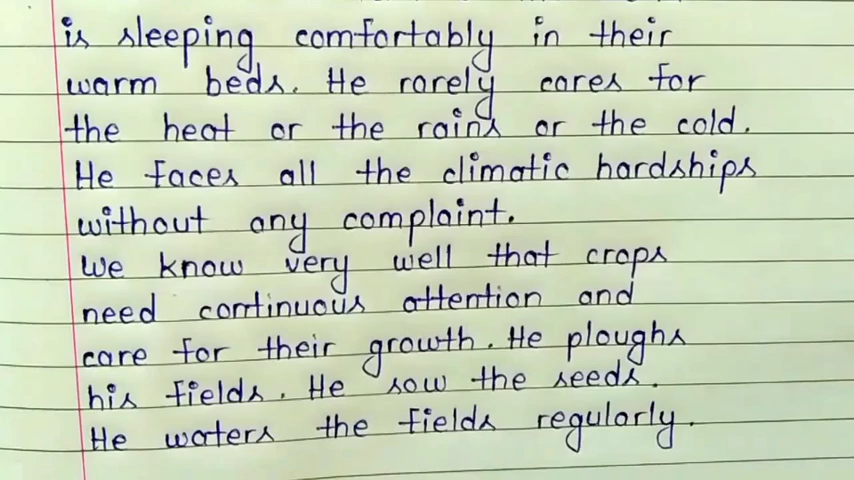 is sleeping comfortably in their
warm beds. He rarely cares for
the heat or the rains or the cold.
He faces all the climatic hardships
without any complaint.
We know very well that crops
need continuous attention and
care for their growth. He ploughs
his fields. He sow the seeds.
He waters the fields regularly.